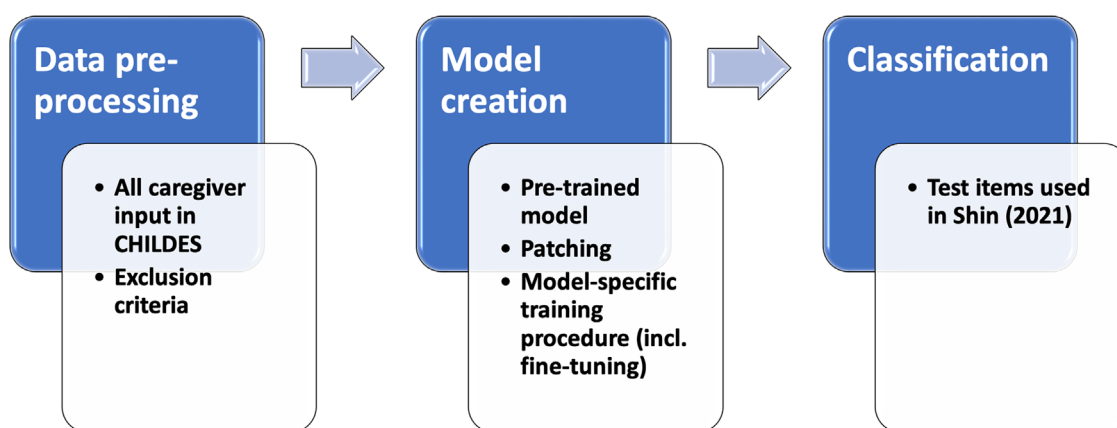 Data pre-
processing
• All caregiver
input in
CHILDES
• Exclusion
criteria
Model
creation
• Pre-trained
model
• Patching
• Model-specific
training
procedure (incl.
fine-tuning)
Classification
• Test items used
in Shin (2021)